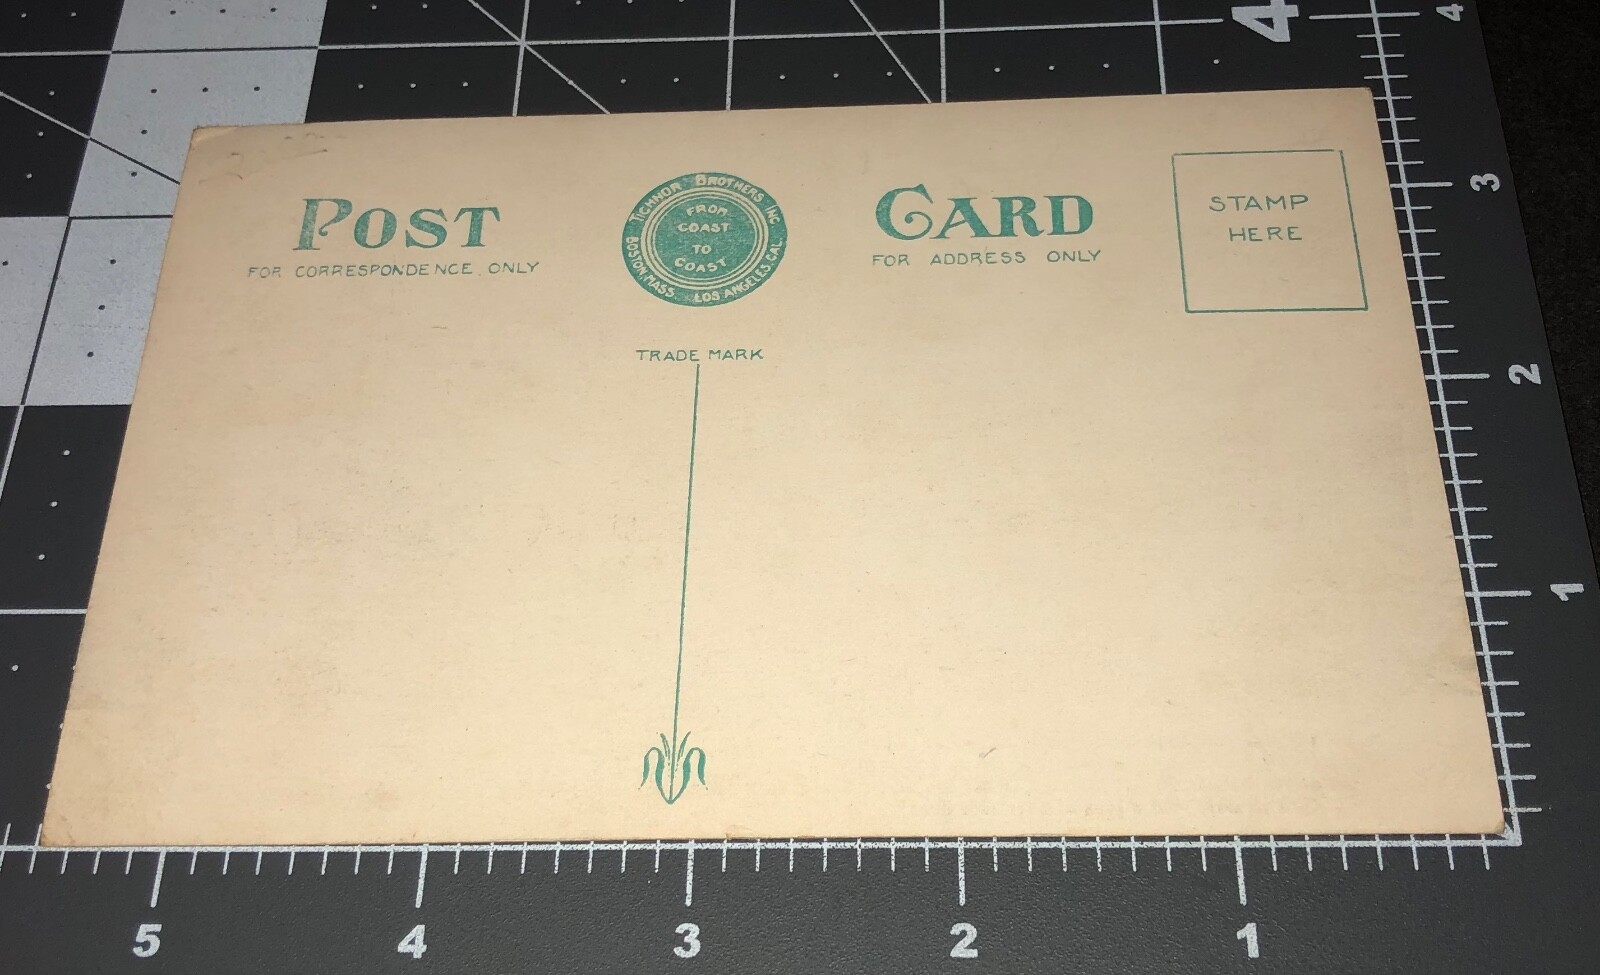 POST
FOR CORRESPONDENCE ONLY
TICHNOR BROTHERS INC
BOSTON, MASS. LOS ANGELES, CAL.
FROM
COAST
TO
COAST
TRADE MARK
CARD
FOR ADDRESS ONLY
STAMP
HERE
4
4
3
2
1
5
4
3
2
1